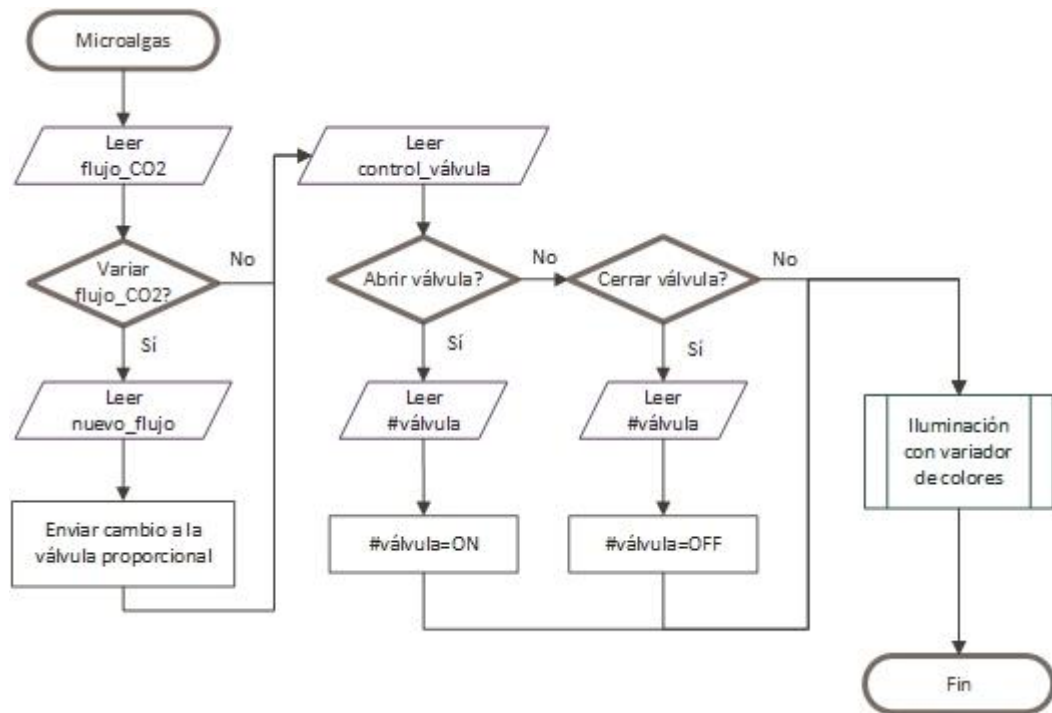 Microalgas
Leer
flujo_CO2
Variar
flujo_CO2?
No
Sí
Leer
nuevo_flujo
Enviar cambio a la
válvula proporcional
Leer
control_válvula
Abrir válvula?
No
Sí
Leer
#válvula
#válvula=ON
Cerrar válvula?
No
Sí
Leer
#válvula
#válvula=OFF
Iluminación
con variador
de colores
Fin